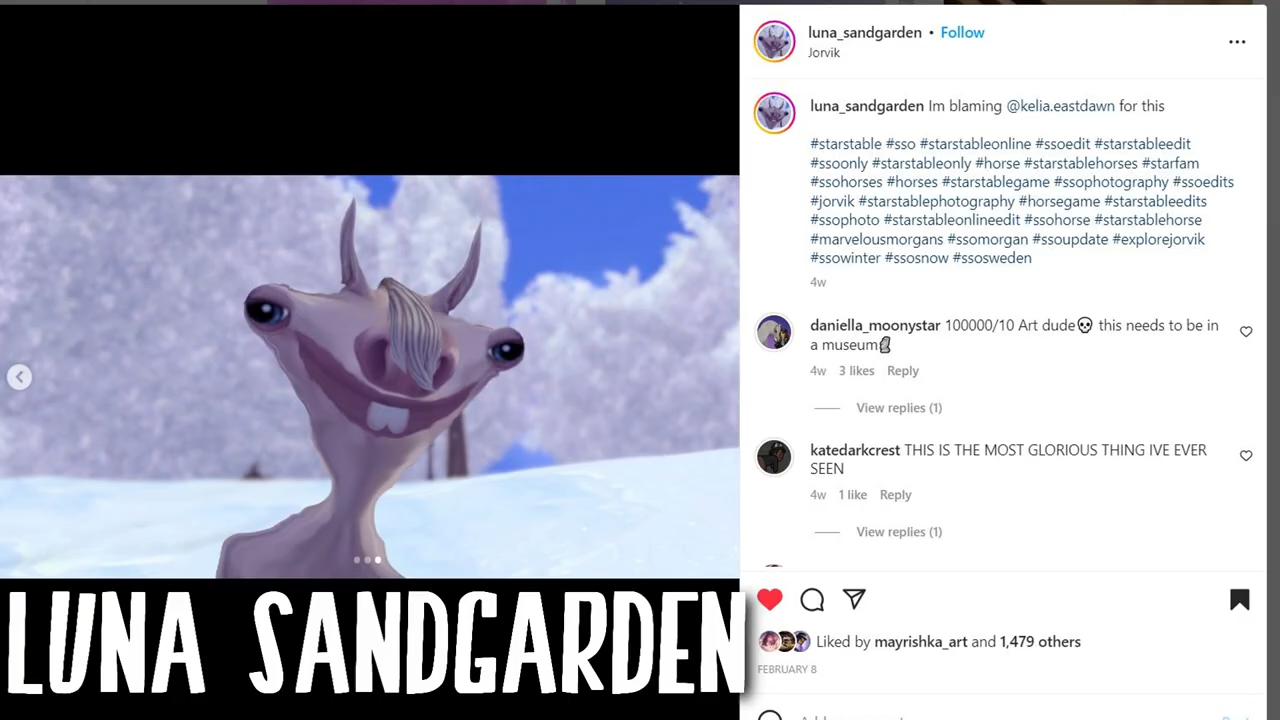 luna_sandgarden • Follow
Jorvik
luna_sandgarden Im blaming @kelia.eastdawn for this
#starstable #sso #starstableonline #ssoedit #starstableedit
#ssoonly #starstableonly #horse #starstablehorses #starfam
#ssohorses #horses #starstablegame #ssophotography #ssoedits
#jorvik #starstablephotography #horsegame #starstableedits
#ssophoto #starstableonlineedit #ssohorse #starstablehorse
#marvelousmorgans #ssomorgan #ssoupdate #explorejorvik
#ssowinter #ssosnow #ssosweden
4w
daniella_moonystar 100000/10 Art dude💀 this needs to be in
a museum🗿
4w 3 likes Reply
View replies (1)
katedarkcrest THIS IS THE MOST GLORIOUS THING IVE EVER
SEEN
4w 1 like Reply
View replies (1)
Liked by mayrishka_art and 1,479 others
FEBRUARY 8
LUNA SANDGARDEN